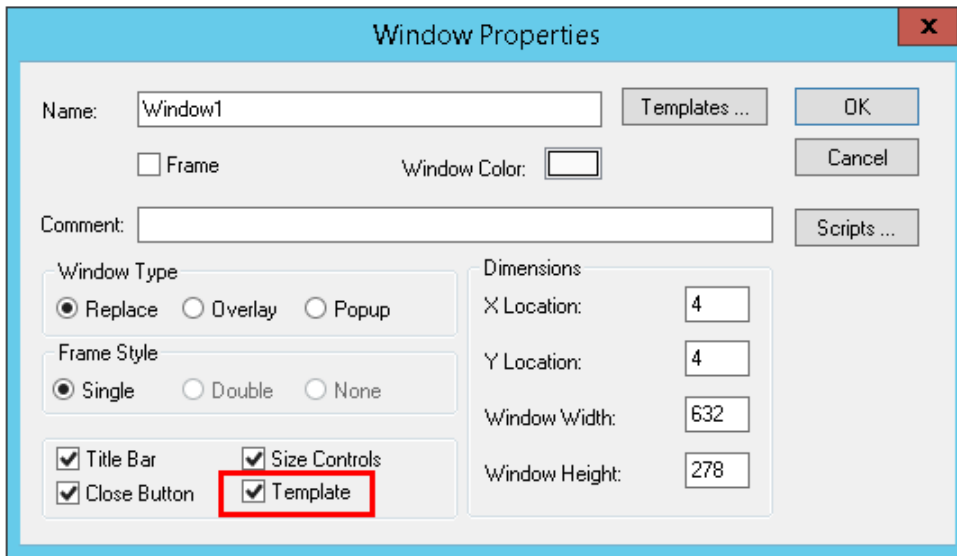 Window Properties
x
Name: Window1 Templates ... OK
Frame Window Color: Cancel
Comment: Scripts ...
Window Type
Replace Overlay Popup
Frame Style
Single Double None
Title Bar Size Controls
Close Button Template
Dimensions
X Location: 4
Y Location: 4
Window Width: 632
Window Height: 278